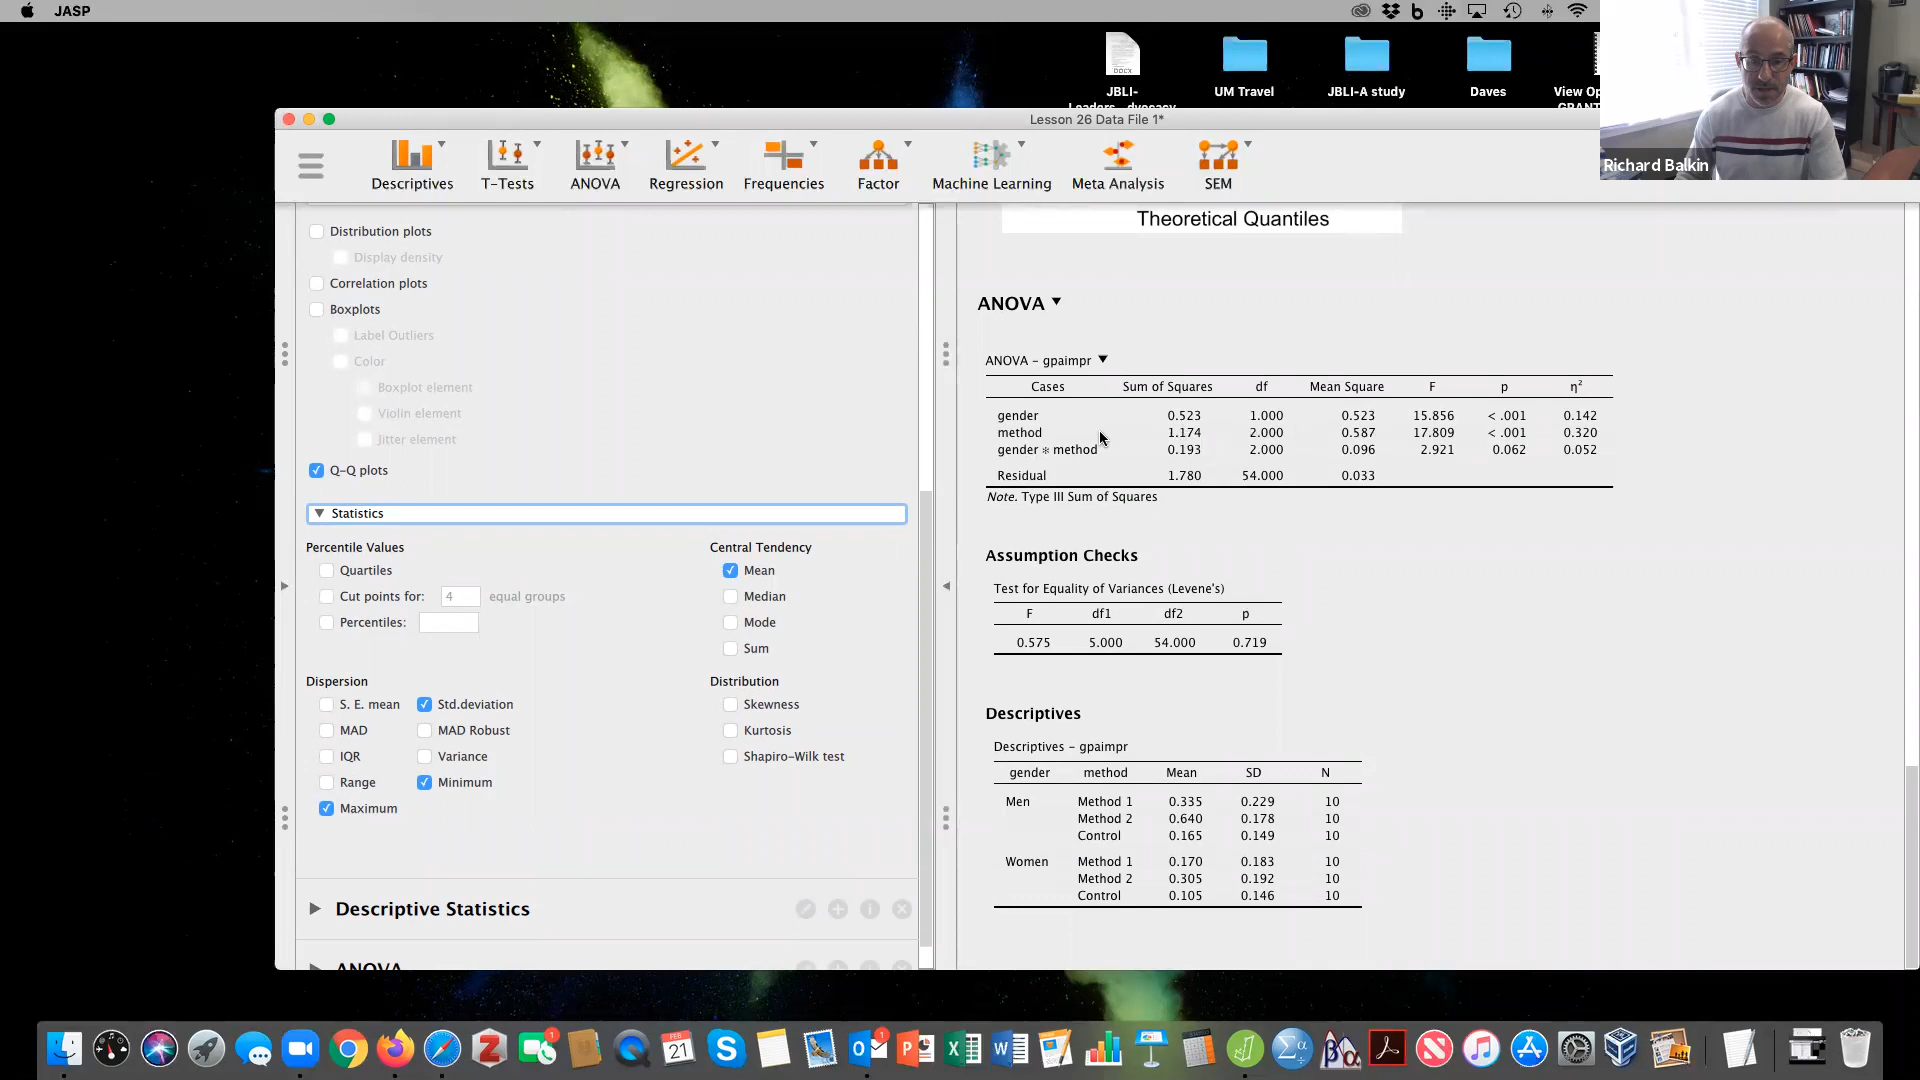 JASP
JBLI-
UM Travel
JBLI-A study
Daves
View Op
DOCX
Lesson 26 Data File 1*
Richard Balkin
Descriptives
T-Tests
ANOVA
Regression
Frequencies
Factor
Machine Learning
Meta Analysis
SEM
Distribution plots
Display density
Correlation plots
Boxplots
Label Outliers
Color
Boxplot element
Violin element
Jitter element
Q-Q plots
Statistics
Percentile Values
Quartiles
Cut points for: 4 equal groups
Percentiles:
Central Tendency
Mean
Median
Mode
Sum
Dispersion
S. E. mean Std.deviation
MAD MAD Robust
IQR Variance
Range Minimum
Maximum
Distribution
Skewness
Kurtosis
Shapiro-Wilk test
Descriptive Statistics
ANOVA
Theoretical Quantiles
ANOVA
ANOVA - gpaimpr
Cases Sum of Squares df Mean Square F p η²
gender 0.523 1.000 0.523 15.856 < .001 0.142
method 1.174 2.000 0.587 17.809 < .001 0.320
gender * method 0.193 2.000 0.096 2.921 0.062 0.052
Residual 1.780 54.000 0.033
Note. Type III Sum of Squares
Assumption Checks
Test for Equality of Variances (Levene's)
F df1 df2 p
0.575 5.000 54.000 0.719
Descriptives
Descriptives - gpaimpr
gender method Mean SD N
Men Method 1 0.335 0.229 10
Method 2 0.640 0.178 10
Control 0.165 0.149 10
Women Method 1 0.170 0.183 10
Method 2 0.305 0.192 10
Control 0.105 0.146 10
FEB
21